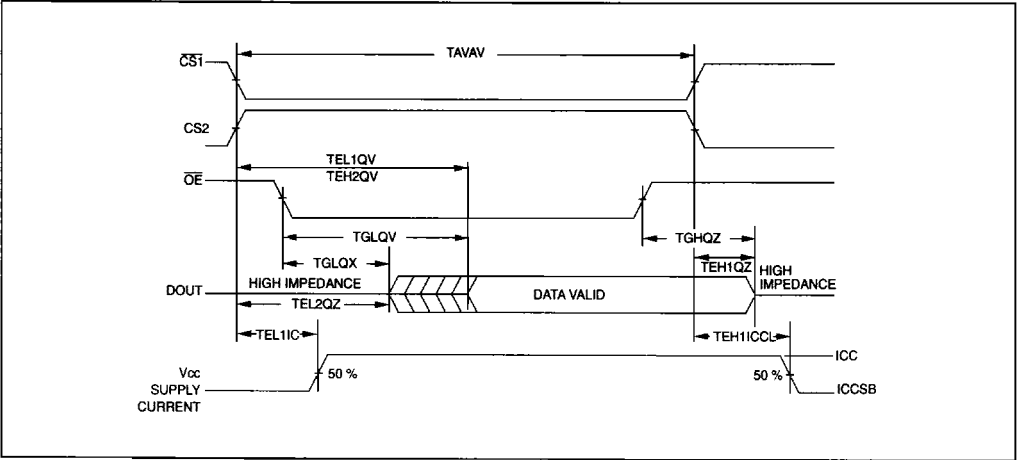 TAVAV
CS1
CS2
TEL1QV
TEH2QV
OE
TGLQV
TGHQZ
TGLQX
TEH1QZ
HIGH IMPEDANCE
HIGH
IMPEDANCE
DOUT
DATA VALID
TEL2QZ
TEL1IC
TEH1ICCL
ICC
Vcc
SUPPLY
CURRENT
50 %
50 %
ICCSB